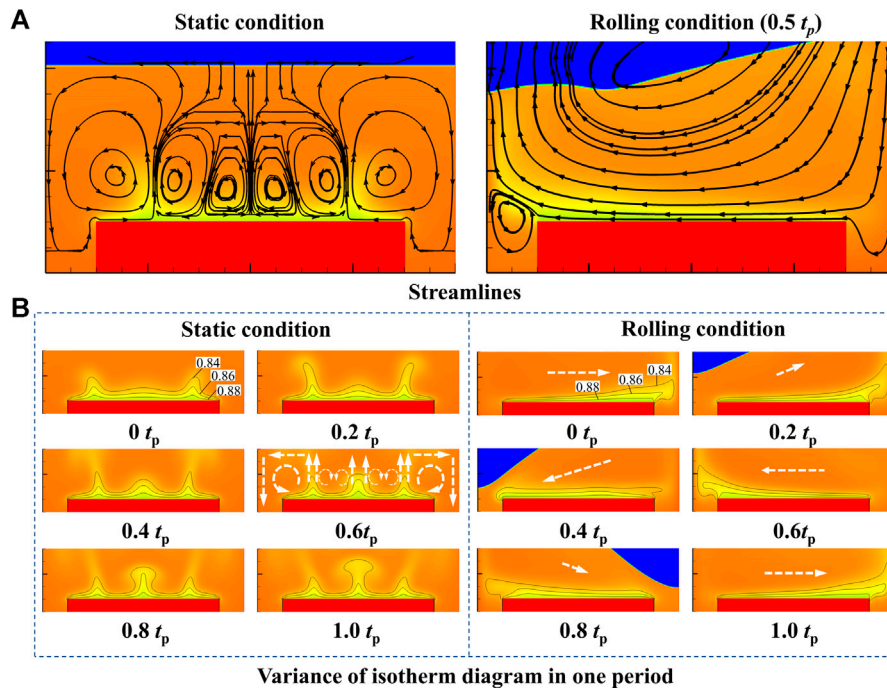 A
Static condition
Rolling condition (0.5 tp)
Streamlines
B
Static condition
Rolling condition
0.84
0.86
0.88
0.84
0.86
0.88
0 tp
0.2 tp
0 tp
0.2 tp
0.4 tp
0.6tp
0.4 tp
0.6tp
0.8 tp
1.0 tp
0.8 tp
1.0 tp
Variance of isotherm diagram in one period